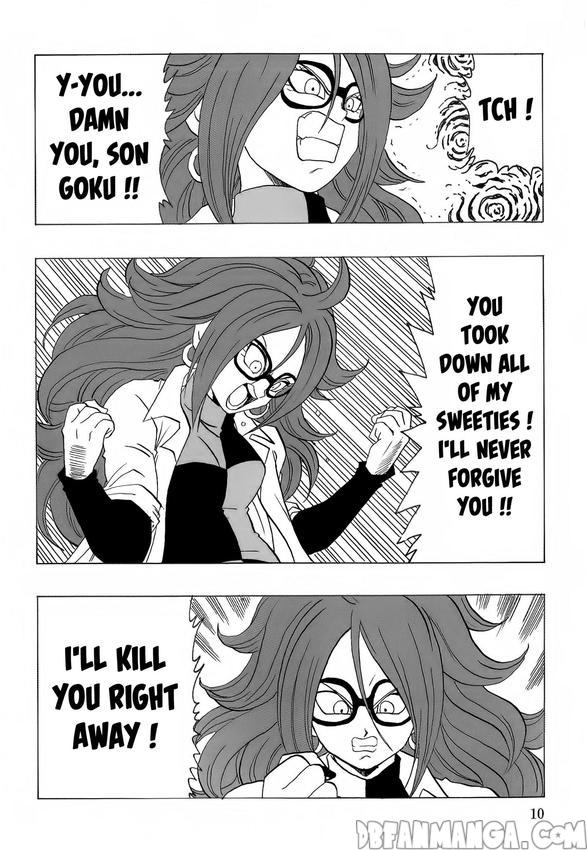 TCH !
Y-YOU...
DAMN
YOU, SON
GOKU !!
YOU
TOOK
DOWN ALL
OF MY
SWEETIES !
I'LL NEVER
FORGIVE
YOU !!
I'LL KILL
YOU RIGHT
AWAY !
10
DBFANMANGA.COM